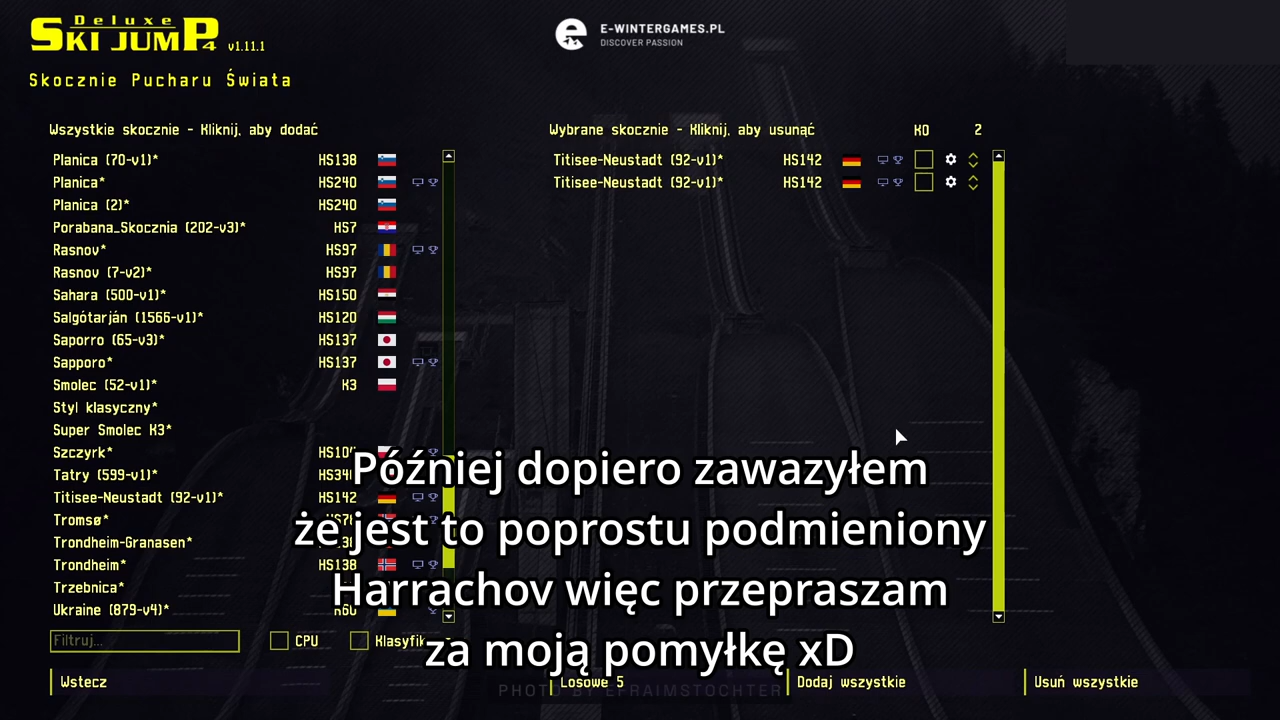 Deluxe
SKI JUMP 4 v1.11.1
E-WINTERGAMES.PL
DISCOVER PASSION
Skocznie Pucharu Świata
Wszystkie skocznie - Kliknij, aby dodać
Planica (70-v1)* HS138
Planica* HS240
Planica (2)* HS240
Porabana_Skocznia (202-v3)* HS7
Rasnov* HS97
Rasnov (7-v2)* HS97
Sahara (500-v1)* HS150
Salgótarján (1566-v1)* HS120
Saporro (65-v3)* HS137
Sapporo* HS137
Smolec (52-v1)* K3
Styl klasyczny*
Super Smolec K3*
Szczyrk*
Tatry (599-v1)*
Titisee-Neustadt (92-v1)* HS142
Tromsø*
Trondheim-Granasen*
Trondheim* HS138
Trzebnica*
Ukraine (879-v4)*
Wybrane skocznie - Kliknij, aby usunąć KO 2
Titisee-Neustadt (92-v1)* HS142
Titisee-Neustadt (92-v1)* HS142
Później dopiero zawazyłem
że jest to poprostu podmieniony
Harrachov więc przepraszam
za moją pomyłkę xD
Filtruj... CPU
Wstecz Losowe 5 Dodaj wszystkie Usuń wszystkie
PHOTO BY EFRAIMSTOCHTER